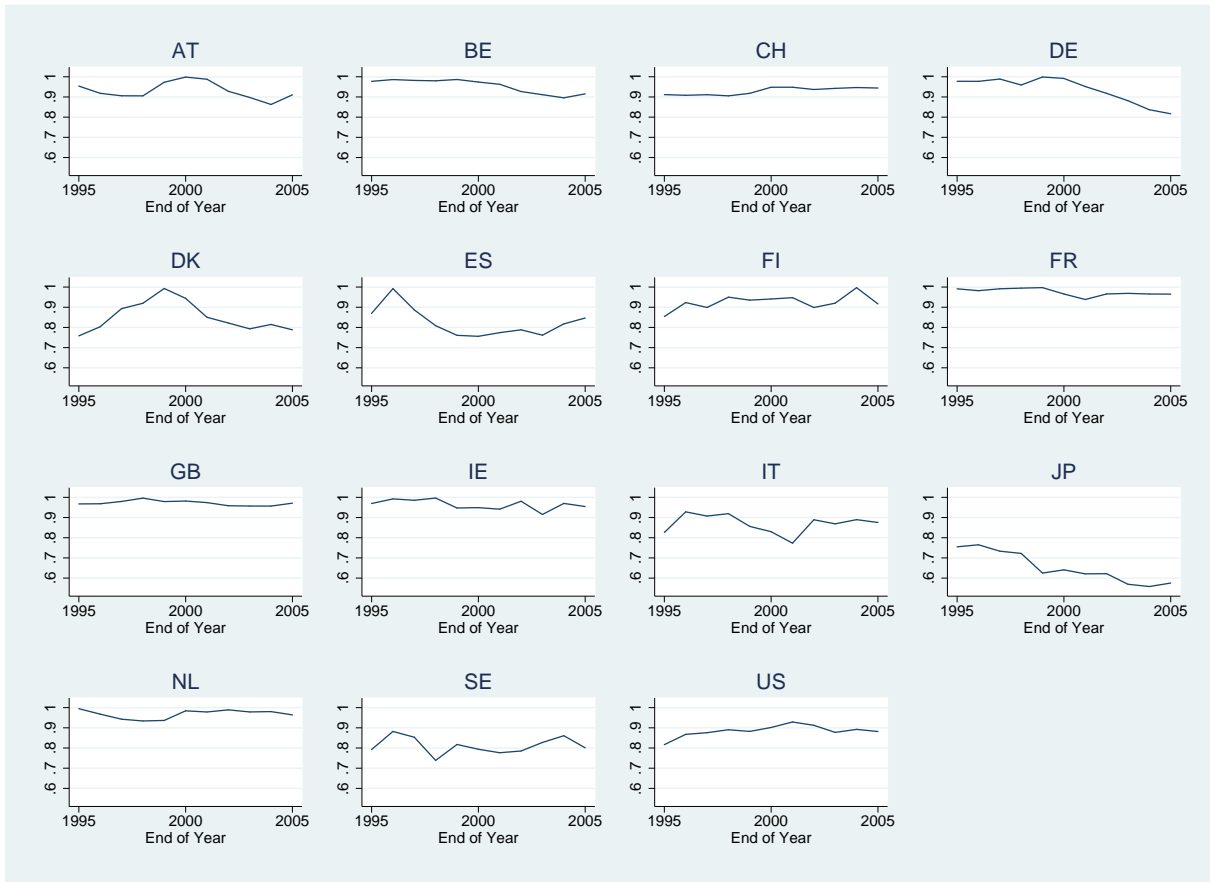 AT BE CH DE
1 1 1 1
.9 .9 .9 .9
.8 .8 .8 .8
.7 .7 .7 .7
.6 .6 .6 .6
1995 2000 2005 1995 2000 2005 1995 2000 2005 1995 2000 2005
End of Year End of Year End of Year End of Year
DK ES FI FR
1 1 1 1
.9 .9 .9 .9
.8 .8 .8 .8
.7 .7 .7 .7
.6 .6 .6 .6
1995 2000 2005 1995 2000 2005 1995 2000 2005 1995 2000 2005
End of Year End of Year End of Year End of Year
GB IE IT JP
1 1 1 1
.9 .9 .9 .9
.8 .8 .8 .8
.7 .7 .7 .7
.6 .6 .6 .6
1995 2000 2005 1995 2000 2005 1995 2000 2005 1995 2000 2005
End of Year End of Year End of Year End of Year
NL SE US
1 1 1
.9 .9 .9
.8 .8 .8
.7 .7 .7
.6 .6 .6
1995 2000 2005 1995 2000 2005 1995 2000 2005
End of Year End of Year End of Year